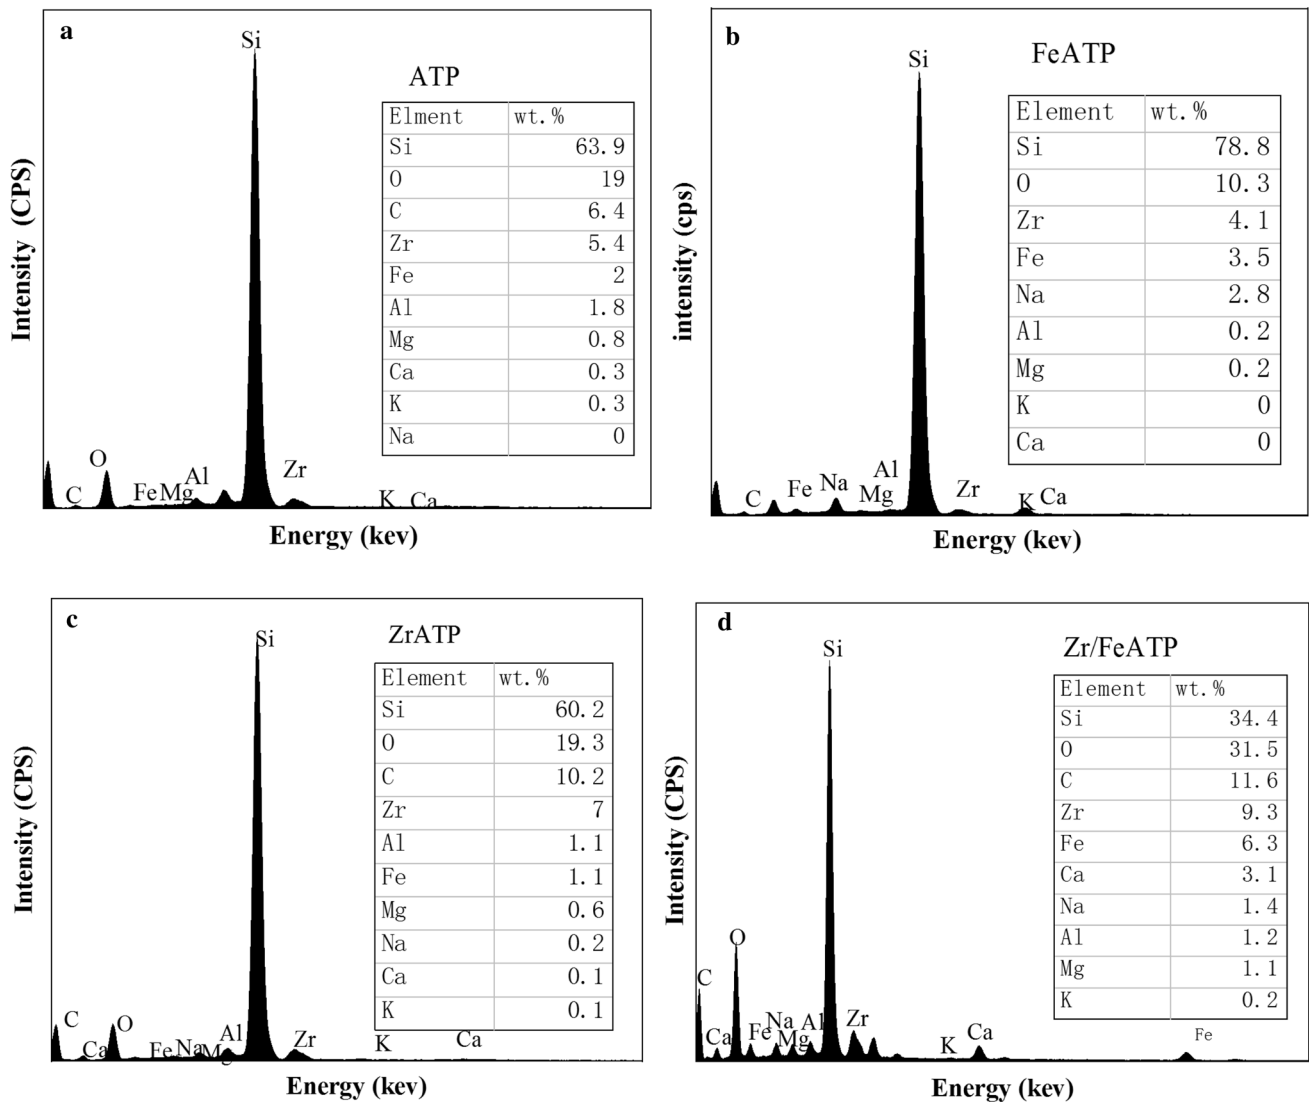 a
Si
ATP
Elment wt.%
Si 63.9
O 19
C 6.4
Zr 5.4
Fe 2
Al 1.8
Mg 0.8
Ca 0.3
K 0.3
Na 0
O
C
Fe
Mg
Al
Zr
K
Ca
Intensity (CPS)
Energy (kev)
b
Si
FeATP
Element wt.%
Si 78.8
O 10.3
Zr 4.1
Fe 3.5
Na 2.8
Al 0.2
Mg 0.2
K 0
Ca 0
C
Fe
Na
Mg
Al
Zr
K
Ca
intensity (cps)
Energy (kev)
c
Si
ZrATP
Element wt.%
Si 60.2
O 19.3
C 10.2
Zr 7
Al 1.1
Fe 1.1
Mg 0.6
Na 0.2
Ca 0.1
K 0.1
C
Ca
O
Fe
Na
Mg
Al
Zr
K
Ca
Intensity (CPS)
Energy (kev)
d
Si
Zr/FeATP
Element wt.%
Si 34.4
O 31.5
C 11.6
Zr 9.3
Fe 6.3
Ca 3.1
Na 1.4
Al 1.2
Mg 1.1
K 0.2
C
Ca
O
Fe
Na
Mg
Al
Zr
K
Ca
Fe
Intensity (CPS)
Energy (kev)